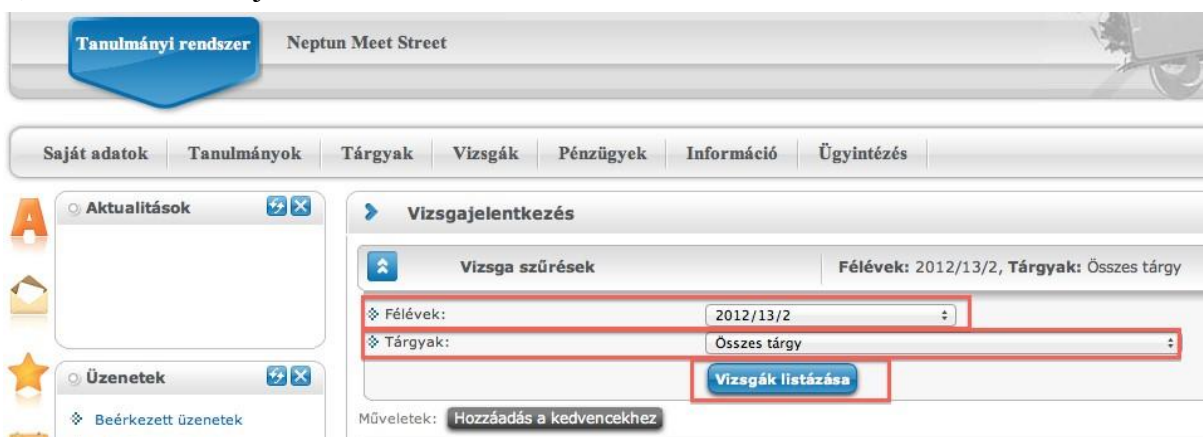 Tanulmányi rendszer Neptun Meet Street
Saját adatok Tanulmányok Tárgyak Vizsgák Pénzügyek Információ Ügyintézés
Aktualitások
Vizsgajelentkezés
Vizsga szűrések Félévek: 2012/13/2, Tárgyak: Összes tárgy
Félévek: 2012/13/2
Tárgyak: Összes tárgy
Vizsgák listázása
Üzenetek
Beérkezett üzenetek
Műveletek: Hozzáadás a kedvencekhez